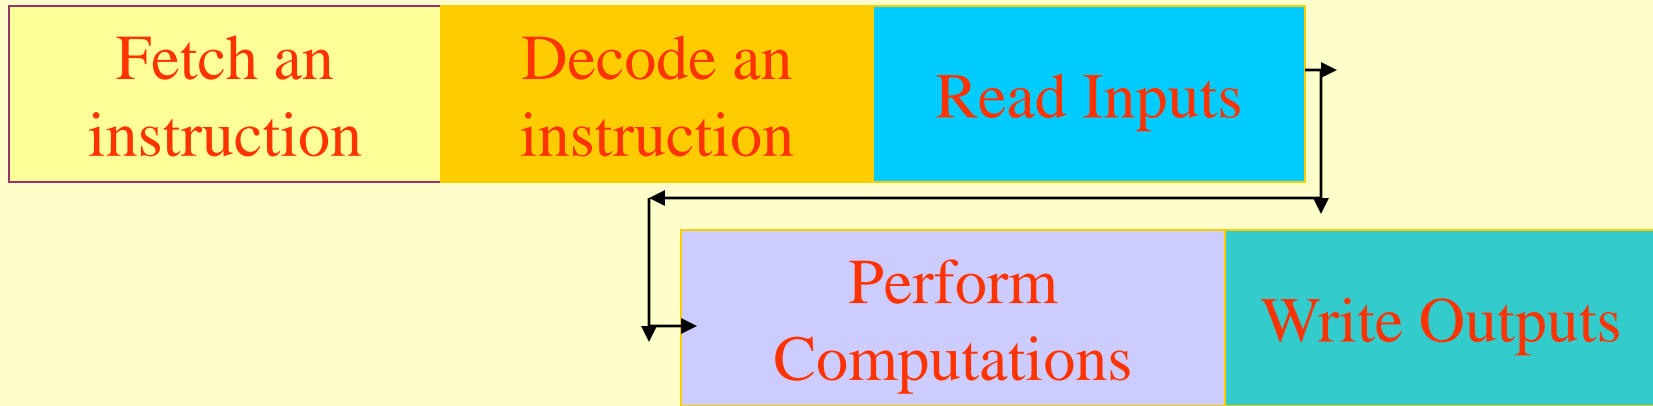 Fetch an
instruction
Decode an
instruction
Read Inputs
Perform
Computations
Write Outputs